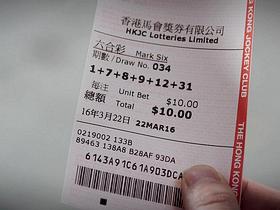 香港馬會獎券有限公司
HKJC Lotteries Limited
六合彩 Mark Six
期數 / Draw No. 034
1+7+8+9+12+31
每注 Unit Bet $10.00
總額 Total $10.00
16年3月22日 22MAR16
0219002 133B
89463 138A8 B28AF 93DA
6143A91C61A9D3DCA
KONG JOCKEY CLUB
THE HONG KONG